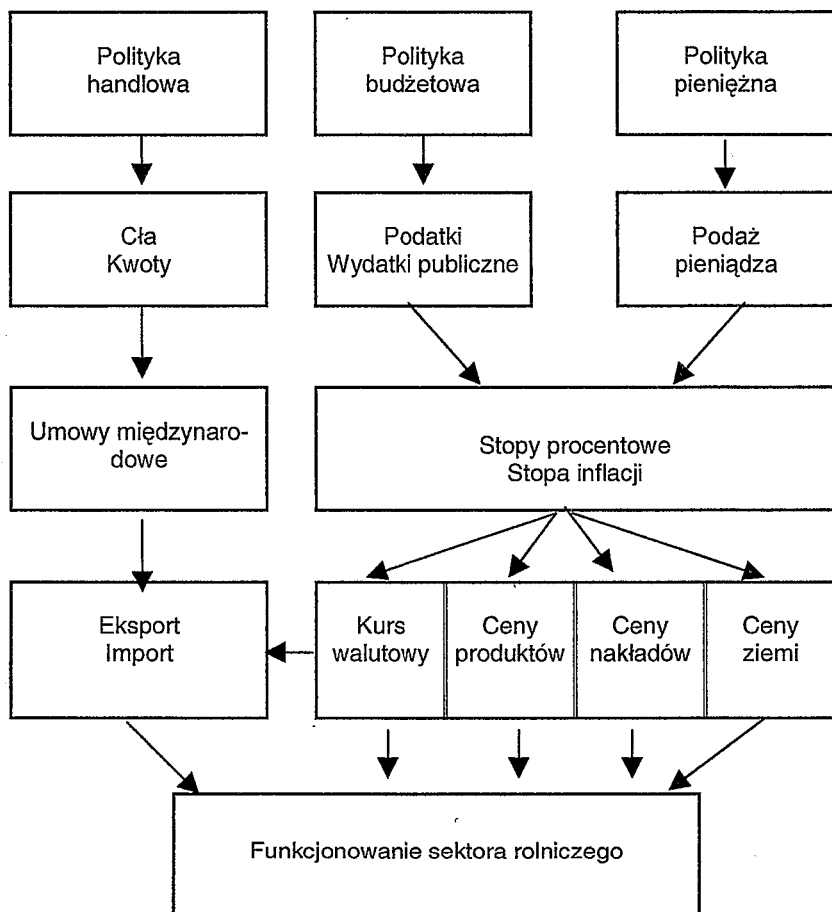 Polityka
handlowa
Polityka
budżetowa
Polityka
pieniężna
Cła
Kwoty
Podatki
Wydatki publiczne
Podaż
pieniądza
Umowy międzynaro-
dowe
Stopy procentowe
Stopa inflacji
Eksport
Import
Kurs
walutowy
Ceny
produktów
Ceny
nakładów
Ceny
ziemi
Funkcjonowanie sektora rolniczego